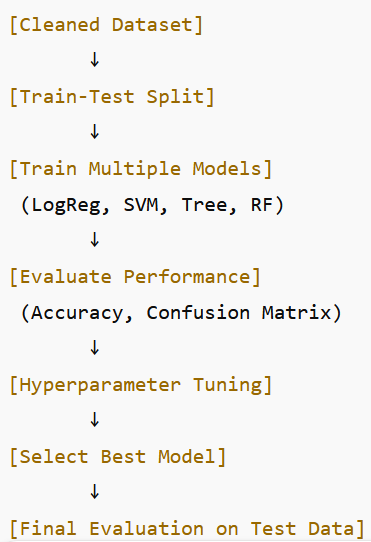 [Cleaned Dataset]
↓
[Train-Test Split]
↓
[Train Multiple Models]
(LogReg, SVM, Tree, RF)
↓
[Evaluate Performance]
(Accuracy, Confusion Matrix)
↓
[Hyperparameter Tuning]
↓
[Select Best Model]
↓
[Final Evaluation on Test Data]